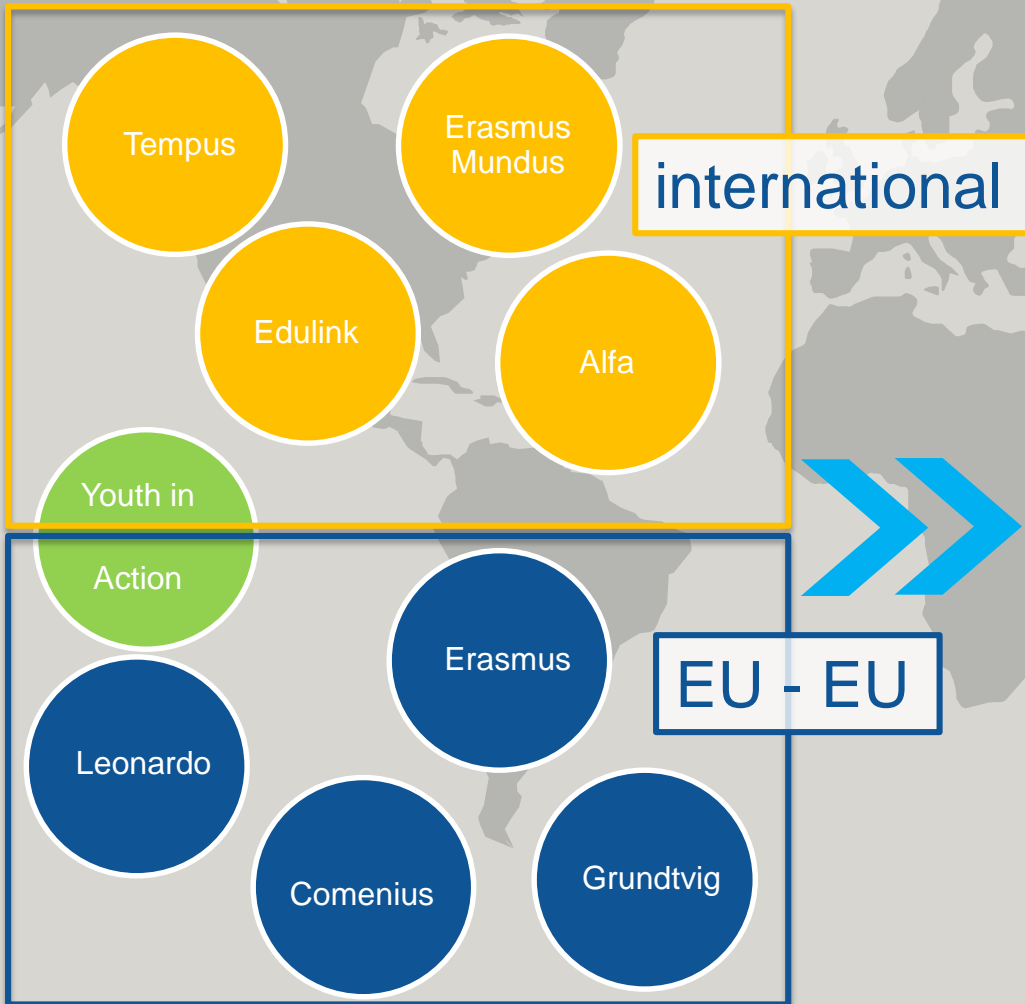 Tempus
Erasmus
Mundus
international
Edulink
Alfa
Youth in
Action
Erasmus
EU - EU
Leonardo
Comenius
Grundtvig